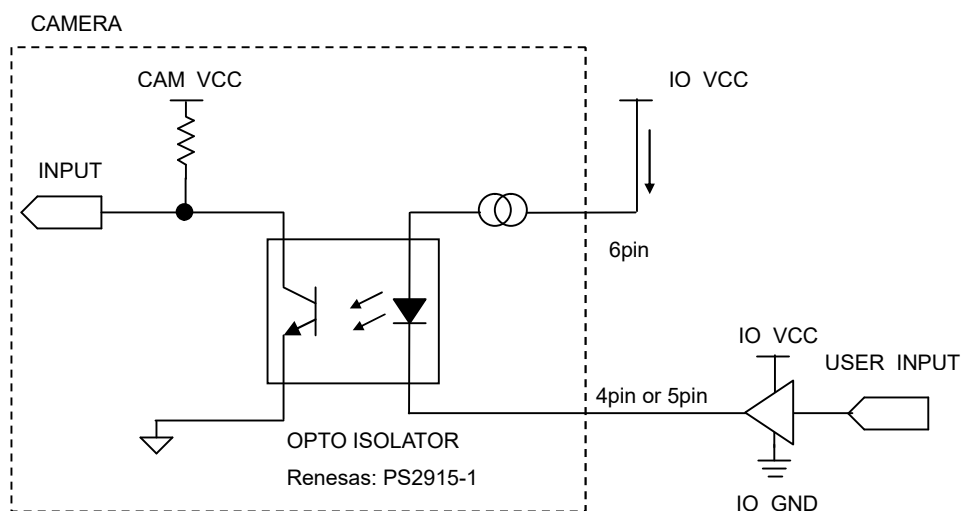 CAMERA
CAM VCC
IO VCC
INPUT
6pin
IO VCC
USER INPUT
4pin or 5pin
OPTO ISOLATOR
Renesas: PS2915-1
IO GND